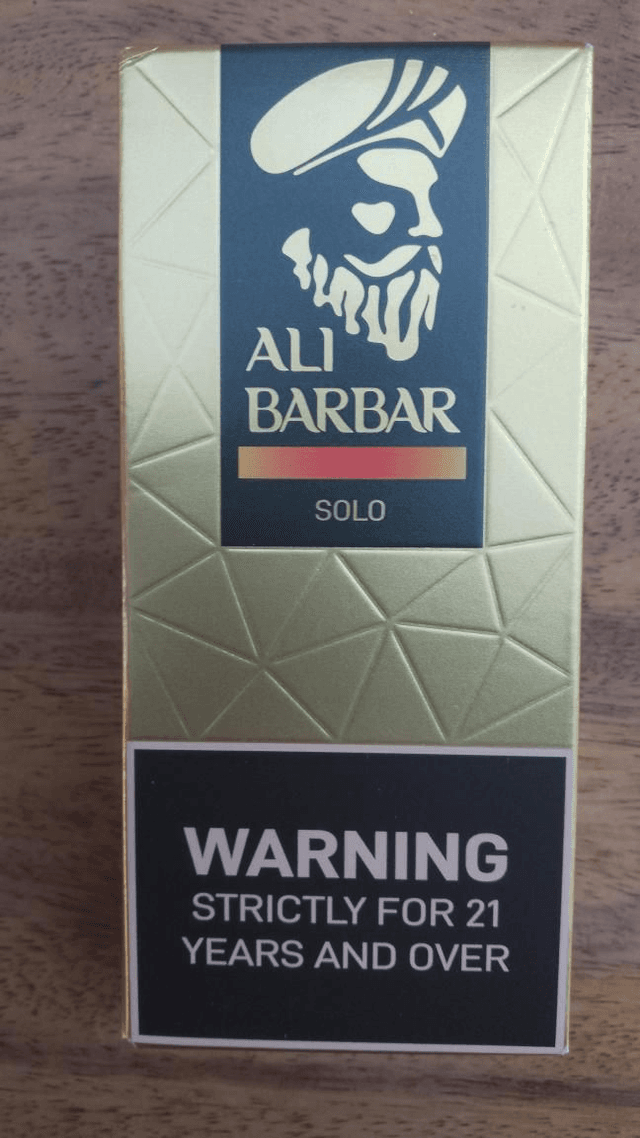 ALI
BARBAR
SOLO
WARNING
STRICTLY FOR 21
YEARS AND OVER